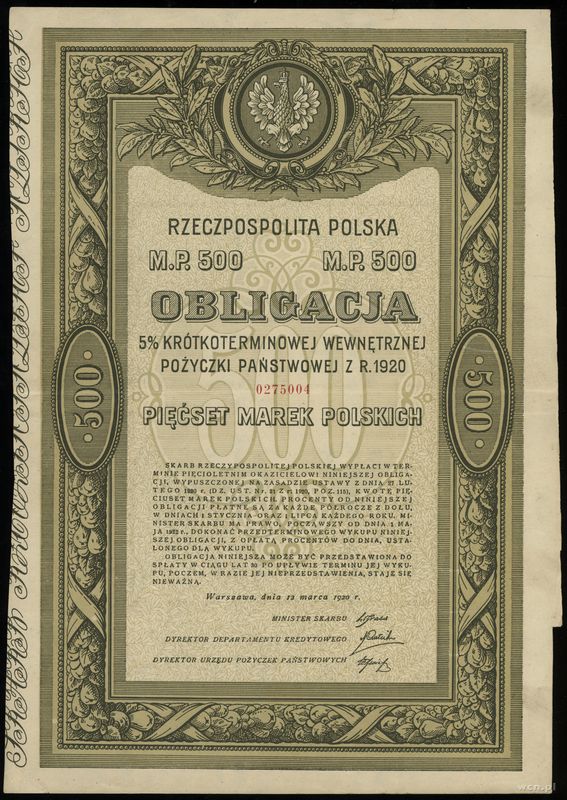 RZECZPOSPOLITA POLSKA
M.P. 500 M.P. 500
OBLIGACJA
5% KRÓTKOTERMINOWEJ WEWNĘTRZNEJ
POŻYCZKI PAŃSTWOWEJ Z R. 1920
0275004
PIĘĆSET MAREK POLSKICH
500
500
500
SKARB RZECZYPOSPOLITEJ POLSKIEJ WYPŁACI W TER-
MINIE PIĘCIOLETNIM OKAZICIELOWI NINIEJSZEJ OBLIGA-
CJI, WYPUSZCZONEJ NA ZASADZIE USTAWY Z DNIA 27 LU-
TEGO 1920 r. (DZ. UST. Nr. 21 Z r. 1920, POZ. 115), KWOTĘ PIĘ-
CIUSET MAREK POLSKICH. PROCENTY OD NINIEJSZEJ
OBLIGACJI PŁATNE SĄ ZA KAŻDE PÓŁROCZE Z DOŁU,
W DNIACH 1 STYCZNIA ORAZ 1 LIPCA KAŻDEGO ROKU. MI-
NISTER SKARBU MA PRAWO, POCZĄWSZY OD DNIA 1 MA-
JA 1922 r., DOKONAĆ PRZEDTERMINOWEGO WYKUPU NINIEJ-
SZEJ OBLIGACJI, Z OPŁATĄ PROCENTÓW DO DNIA, USTA-
LONEGO DLA WYKUPU.
OBLIGACJA NINIEJSZA MOŻE BYĆ PRZEDSTAWIONA DO
SPŁATY W CIĄGU LAT 30 PO UPŁYWIE TERMINU JEJ WYKU-
PU, POCZEM, W RAZIE JEJ NIEPRZEDSTAWIENIA, STAJE SIĘ
NIEWAŻNĄ.
Warszawa, dnia 13 marca 1920 r.
MINISTER SKARBU
DYREKTOR DEPARTAMENTU KREDYTOWEGO
DYREKTOR URZĘDU POŻYCZEK PAŃSTWOWYCH
wcn.pl